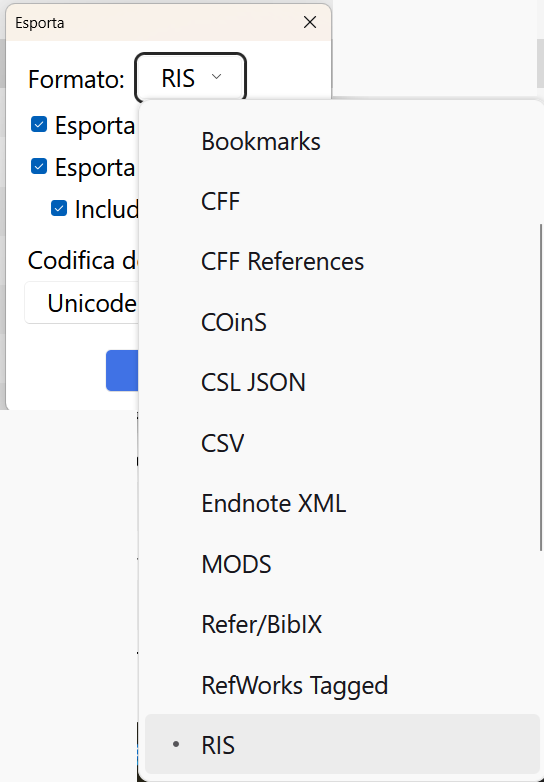 Esporta
Formato: RIS
Esporta
Esporta
Includ
Codifica d
Unicode
Bookmarks
CFF
CFF References
COinS
CSL JSON
CSV
Endnote XML
MODS
Refer/BibIX
RefWorks Tagged
RIS